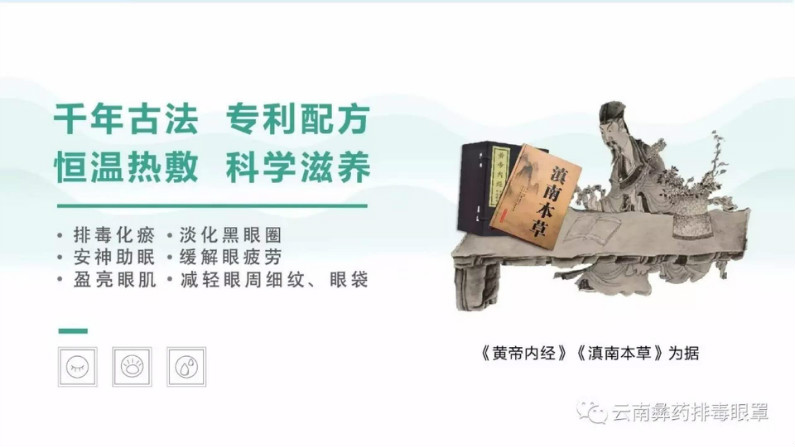 千年古法 专利配方
恒温热敷 科学滋养
· 排毒化瘀 · 淡化黑眼圈
· 安神助眠 · 缓解眼疲劳
· 盈亮眼肌 · 减轻眼周细纹、眼袋
黄帝内经
滇南本草
《黄帝内经》《滇南本草》为据
云南彝药排毒眼罩